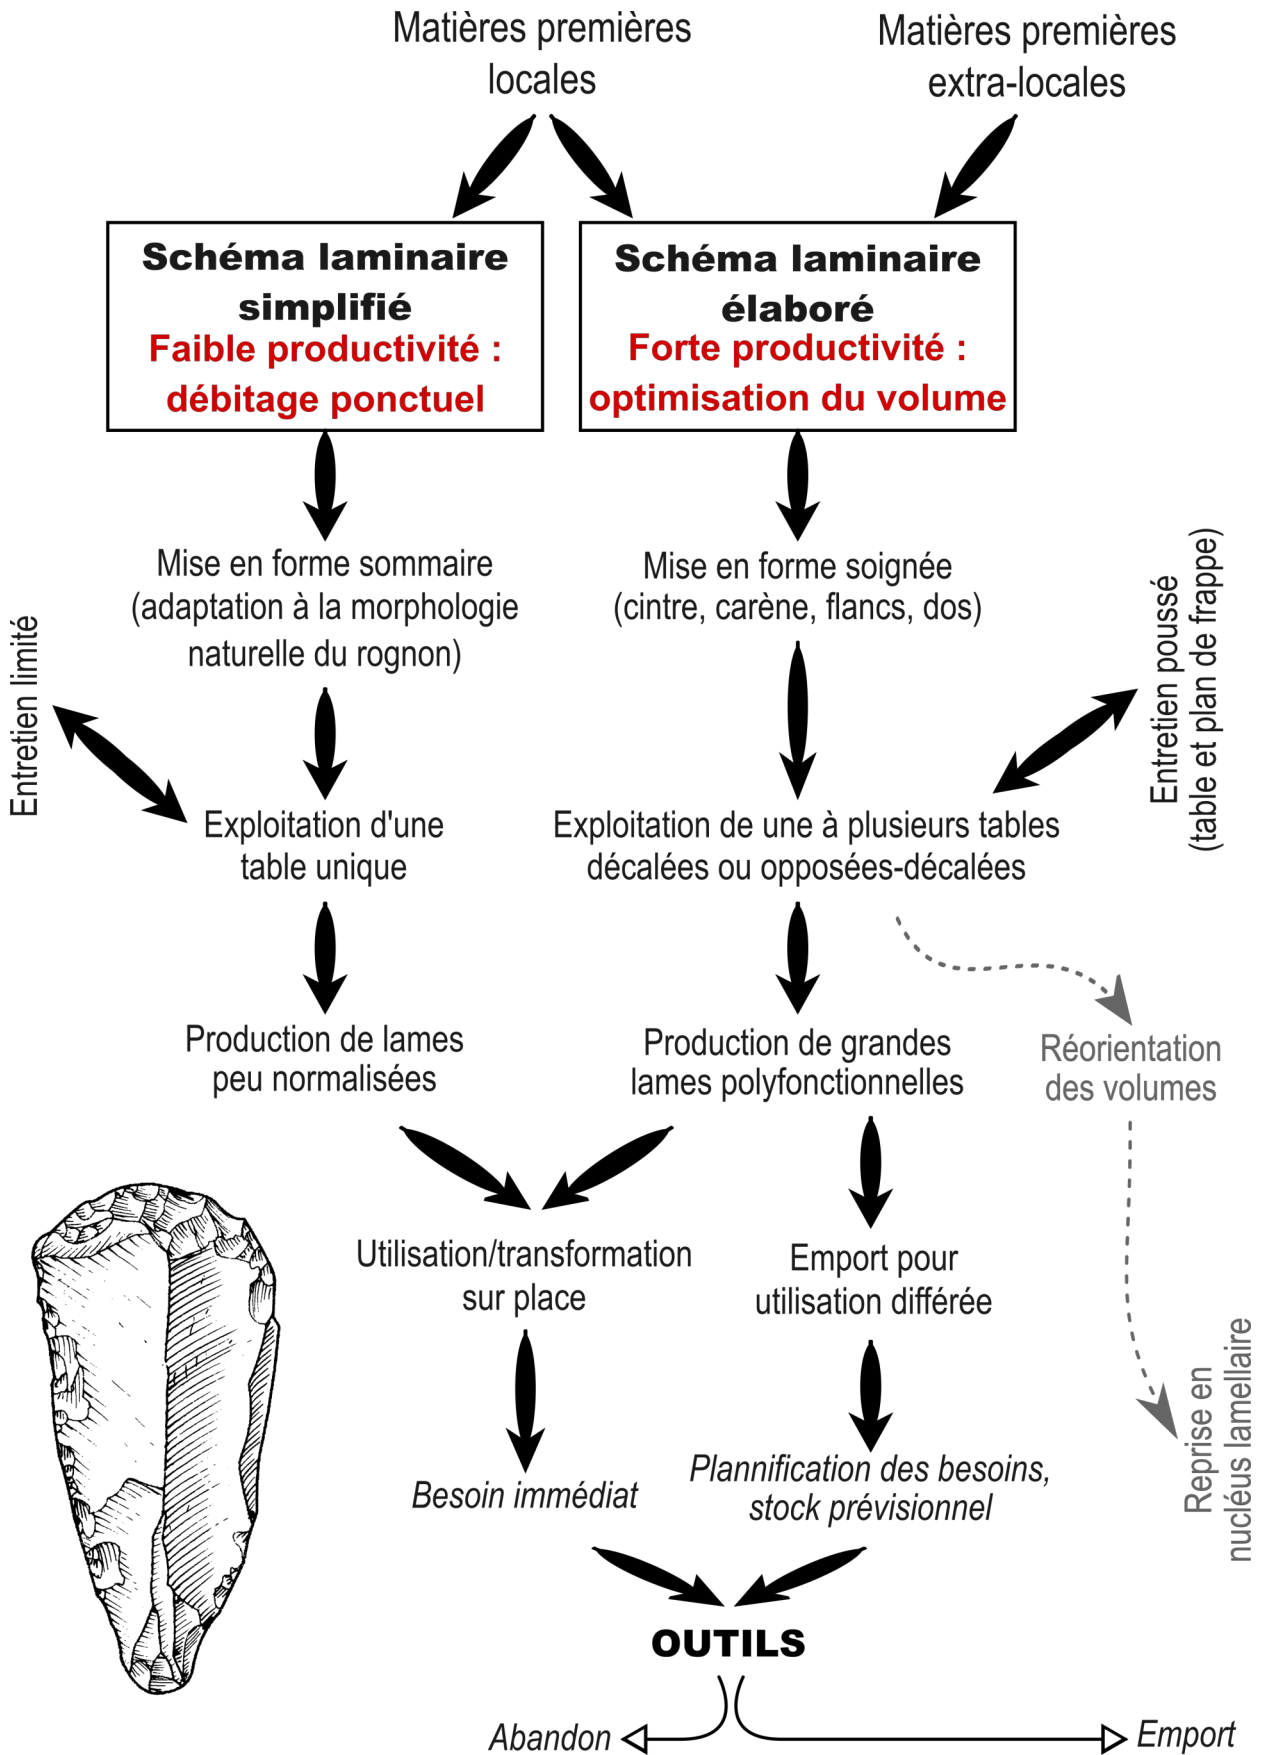 Matières premières
locales
Matières premières
extra-locales
Schéma laminaire
simplifié
Faible productivité :
débitage ponctuel
Schéma laminaire
élaboré
Forte productivité :
optimisation du volume
Mise en forme sommaire
(adaptation à la morphologie
naturelle du rognon)
Mise en forme soignée
(cintre, carène, flancs, dos)
Entretien limité
Entretien poussé
(table et plan de frappe)
Exploitation d'une
table unique
Exploitation de une à plusieurs tables
décalées ou opposées-décalées
Production de lames
peu normalisées
Production de grandes
lames polyfonctionnelles
Réorientation
des volumes
Utilisation/transformation
sur place
Emport pour
utilisation différée
Reprise en
nucléus lamellaire
Besoin immédiat
Plannification des besoins,
stock prévisionnel
OUTILS
Abandon
Emport